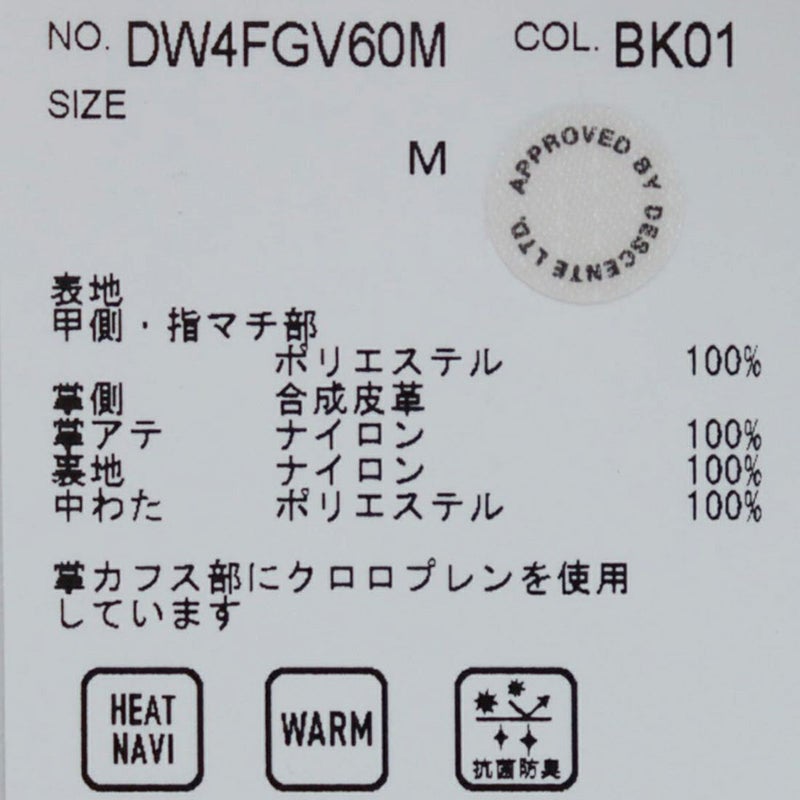 NO. DW4FGV60M COL. BK01
SIZE
M
APPROVED BY DESCENTE LTD.
表地
甲側・指マチ部
ポリエステル 100%
掌側 合成皮革
掌アテ ナイロン 100%
裏地 ナイロン 100%
中わた ポリエステル 100%
掌カフス部にクロロプレンを使用
しています
HEAT NAVI
WARM
抗菌防臭